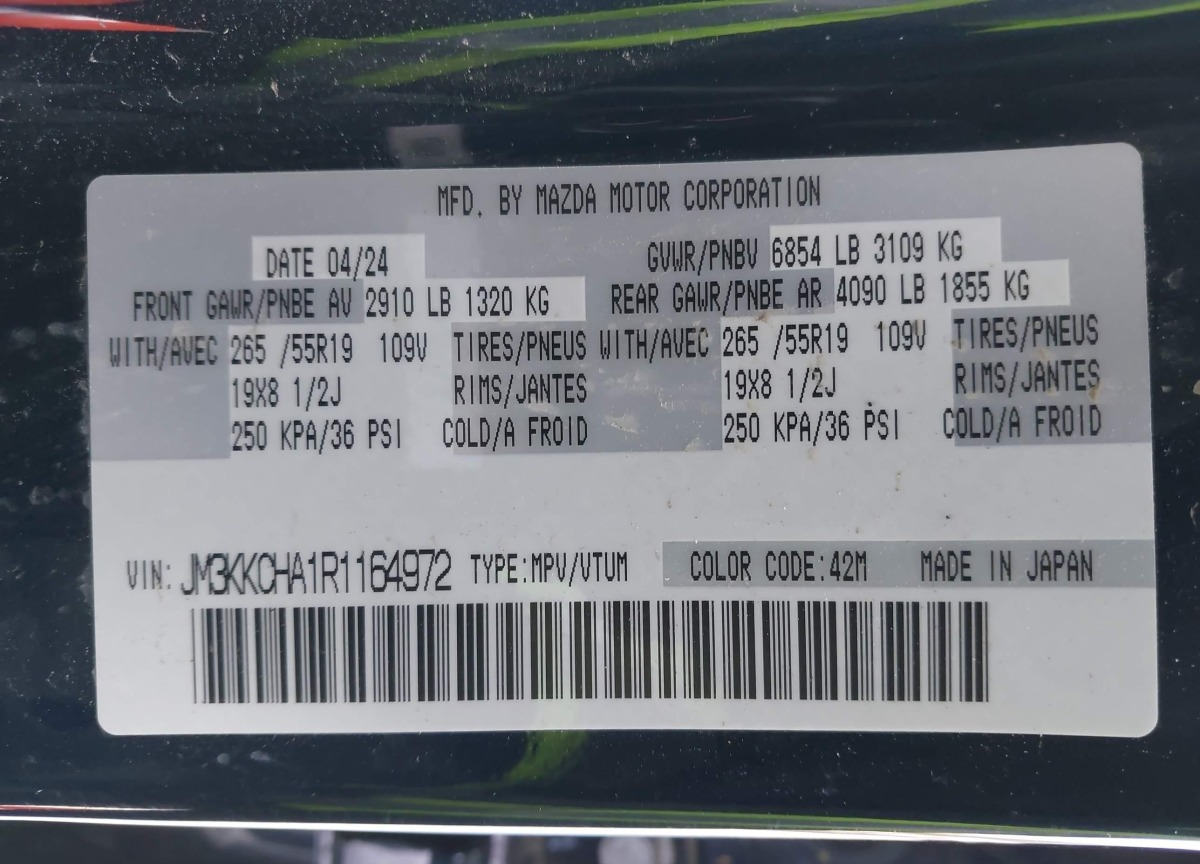 MFD. BY MAZDA MOTOR CORPORATION
DATE 04/24 GVWR/PNBV 6854 LB 3109 KG
FRONT GAWR/PNBE AV 2910 LB 1320 KG REAR GAWR/PNBE AR 4090 LB 1855 KG
WITH/AVEC 265 /55R19 109V TIRES/PNEUS WITH/AVEC 265 /55R19 109V TIRES/PNEUS
19X8 1/2J RIMS/JANTES 19X8 1/2J RIMS/JANTES
250 KPA/36 PSI COLD/A FROID 250 KPA/36 PSI COLD/A FROID
VIN: JM3KKCHA1R1164972 TYPE:MPV/VTUM COLOR CODE:42M MADE IN JAPAN